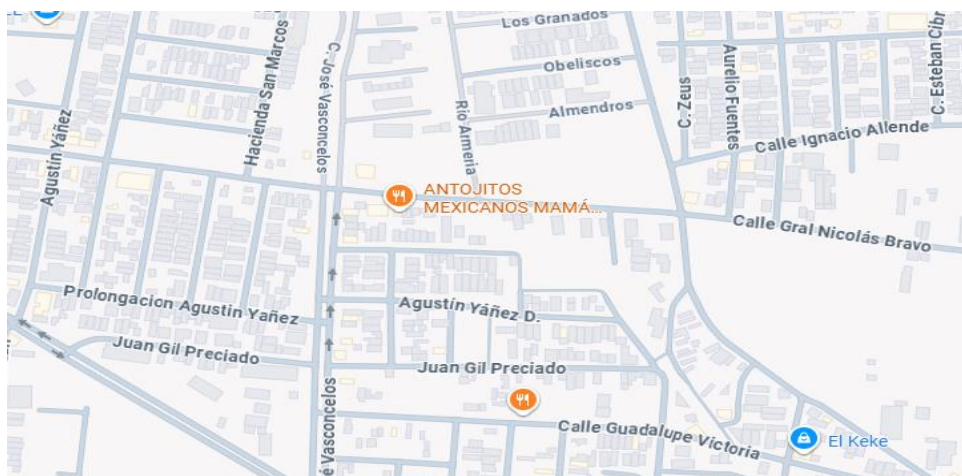 Los Granados
Obeliscos
Almendros
Hacienda San Marcos
C. José Vasconcelos
Rio Armeria
C. Zeus
Aurelio Fuentes
C. Esteban Cibr
Calle Ignacio Allende
Agustín Yáñez
ANTOJITOS
MEXICANOS MAMÁ...
Calle Gral Nicolás Bravo
Prolongacion Agustin Yañez
Agustín Yáñez D.
Juan Gil Preciado
Juan Gil Preciado
é Vasconcelos
Calle Guadalupe Victoria
El Keke